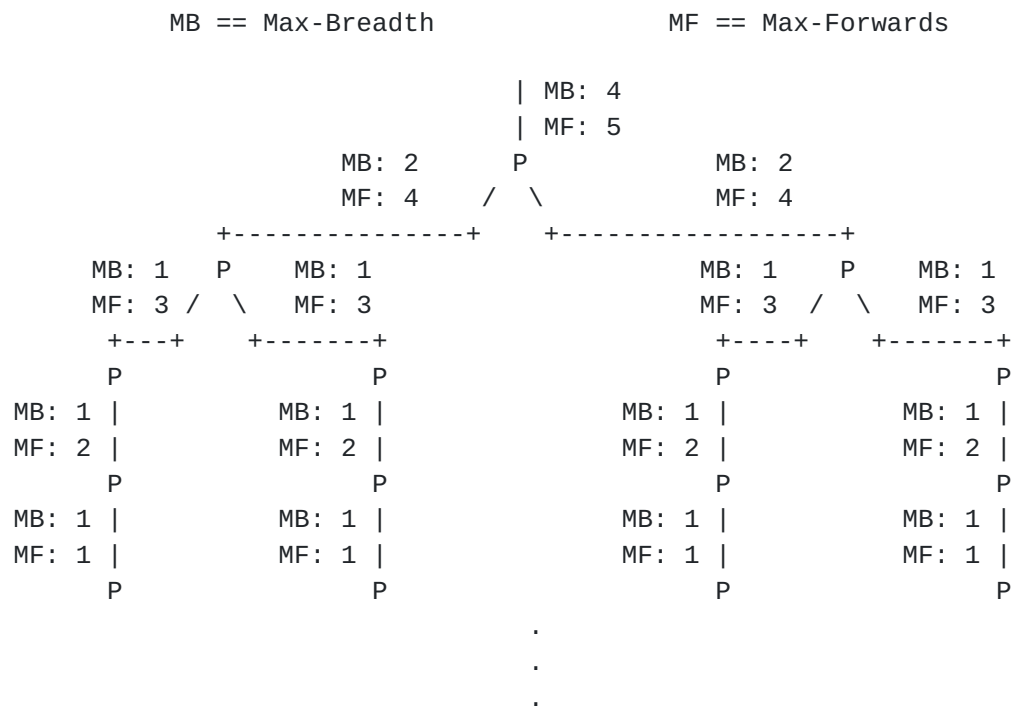 MB == Max-Breadth               MF == Max-Forwards
                                | MB: 4
                                | MF: 5
                     MB: 2      P            MB: 2
                     MF: 4    /  \           MF: 4
             +---------------+    +------------------+
     MB: 1   P    MB: 1                     MB: 1    P    MB: 1
     MF: 3 /  \   MF: 3                     MF: 3  /  \   MF: 3
      +---+    +-------+                     +----+    +-------+
      P                P                     P                 P
MB: 1 |          MB: 1 |               MB: 1 |           MB: 1 |
MF: 2 |          MF: 2 |               MF: 2 |           MF: 2 |
      P                P                     P                 P
MB: 1 |          MB: 1 |               MB: 1 |           MB: 1 |
MF: 1 |          MF: 1 |               MF: 1 |           MF: 1 |
      P                P                     P                 P
                                 .
                                 .
                                 .